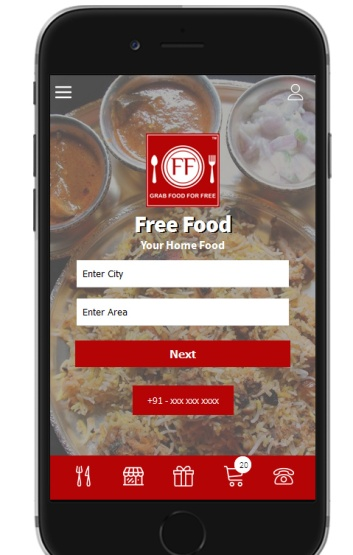 TM
FF
GRAB FOOD FOR FREE
Free Food
Your Home Food
Enter City
Enter Area
Next
+91 - xxx xxx xxxx
20